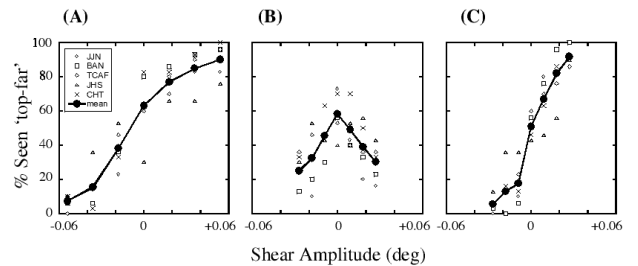 (A) (B) (C)
100
80
60
40
20
0
% Seen 'top-far'
JJN
BAN
TCAF
JHS
CHT
mean
-0.06 0 +0.06 -0.06 0 +0.06 -0.06 0 +0.06
Shear Amplitude (deg)